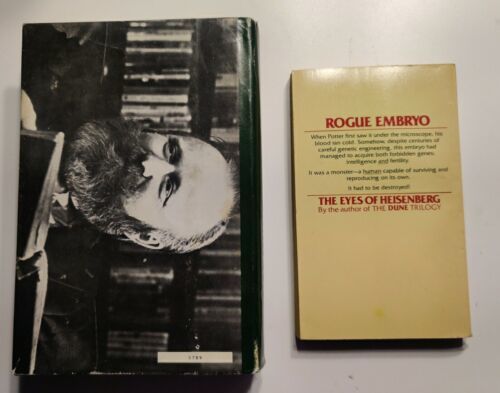 ROGUE EMBRYO
When Potter first saw it under the microscope, his
blood ran cold. Somehow, despite centuries of
careful genetic engineering, this embryo had
managed to acquire both forbidden genes:
intelligence and fertility.
It was a monster—a human capable of surviving and
reproducing on its own.
It had to be destroyed!
THE EYES OF HEISENBERG
By the author of THE DUNE TRILOGY